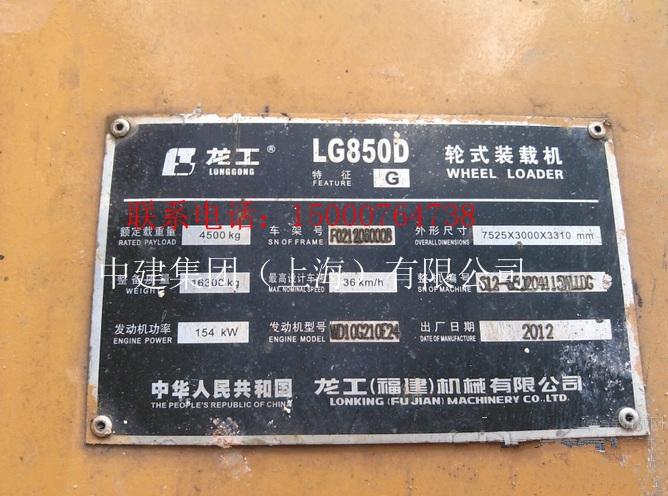 龙工® LG850D 轮式装载机
LONGGONG 特征 FEATURE G WHEEL LOADER
联系电话：15000764738
额定载重量 RATED PAYLOAD 4500 kg 车架号 SN OF FRAME 外形尺寸 OVERALL DIMENSIONS 7525X3000X3310 mm
中建集团（上海）有限公司
整备质量 WEIGHT 16300 kg 最高设计车速 MAX. NOMINAL SPEED 36 km/h 整机编号 SN OF MACHINE
发动机功率 ENGINE POWER 154 kW 发动机型号 ENGINE MODEL WD10G210E24 出厂日期 DATE OF MANUFACTURE 2012
中华人民共和国 龙工（福建）机械有限公司
THE PEOPLE'S REPUBLIC OF CHINA LONKING (FUJIAN) MACHINERY CO.,LTD.